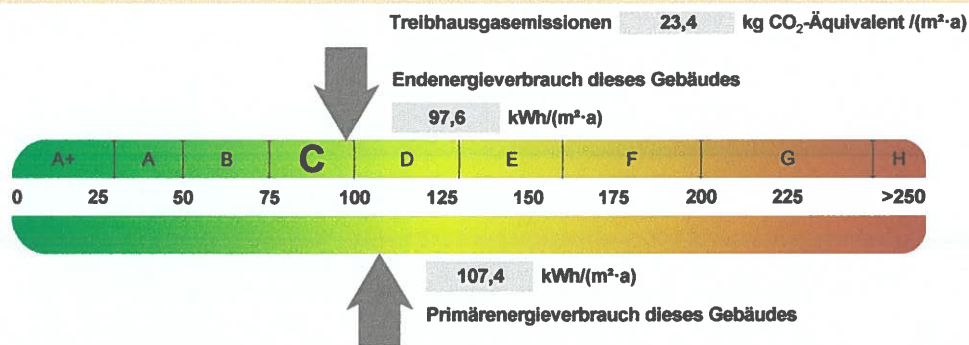 Treibhausgasemissionen 23,4 kg CO₂-Äquivalent /(m²·a)
Endenergieverbrauch dieses Gebäudes
97,6 kWh/(m²·a)
A+ A B C D E F G H
0 25 50 75 100 125 150 175 200 225 >250
107,4 kWh/(m²·a)
Primärenergieverbrauch dieses Gebäudes